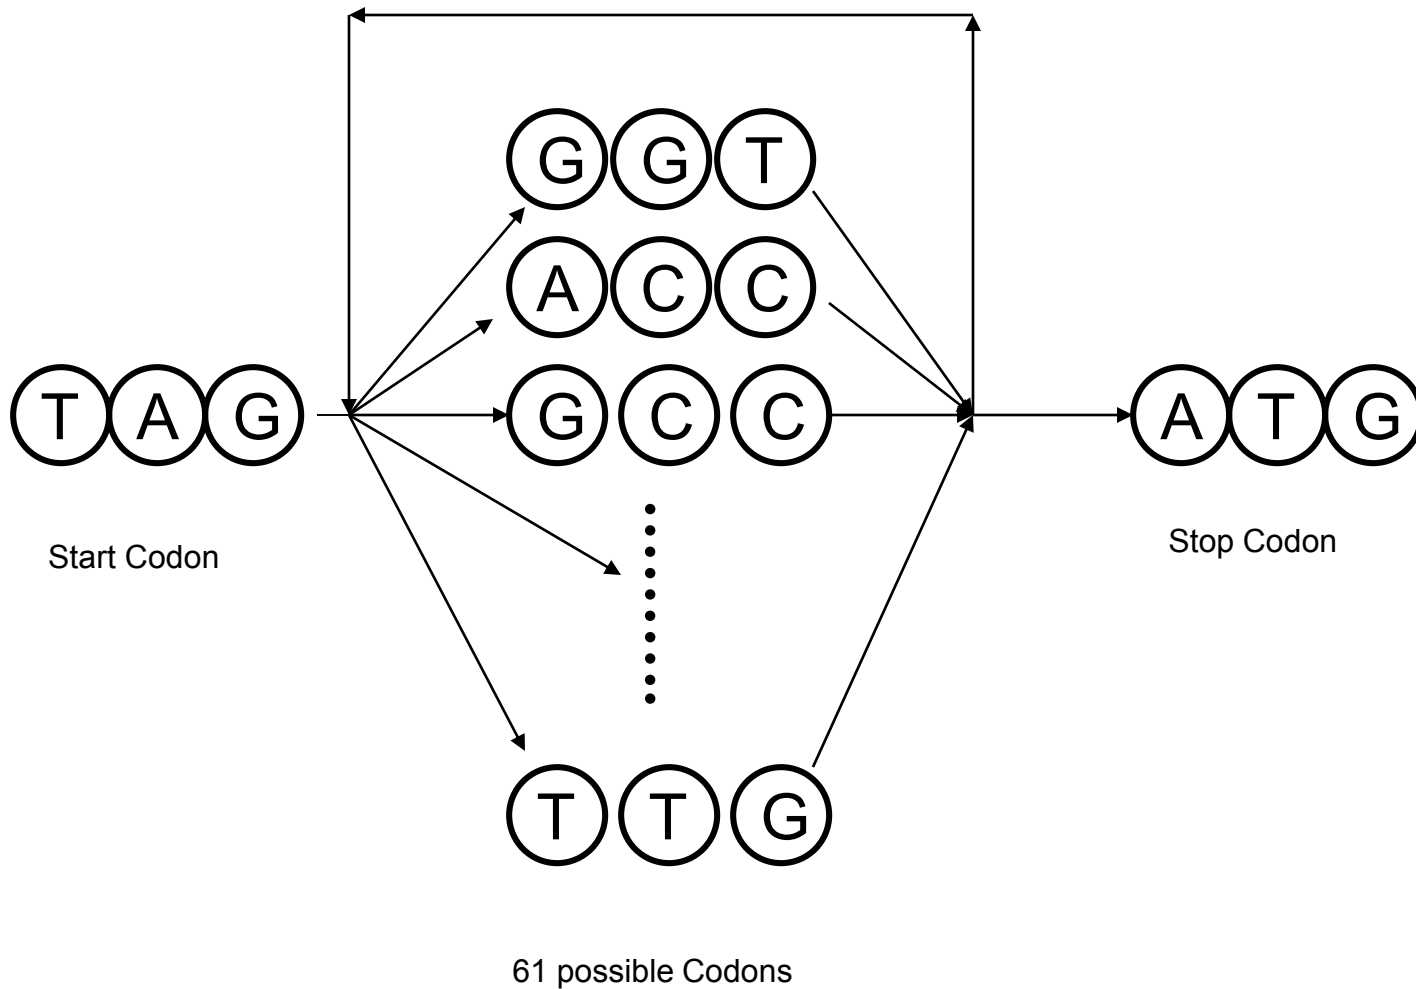 G G T
A C C
T A G G C C A T G
Start Codon
Stop Codon
T T G
61 possible Codons